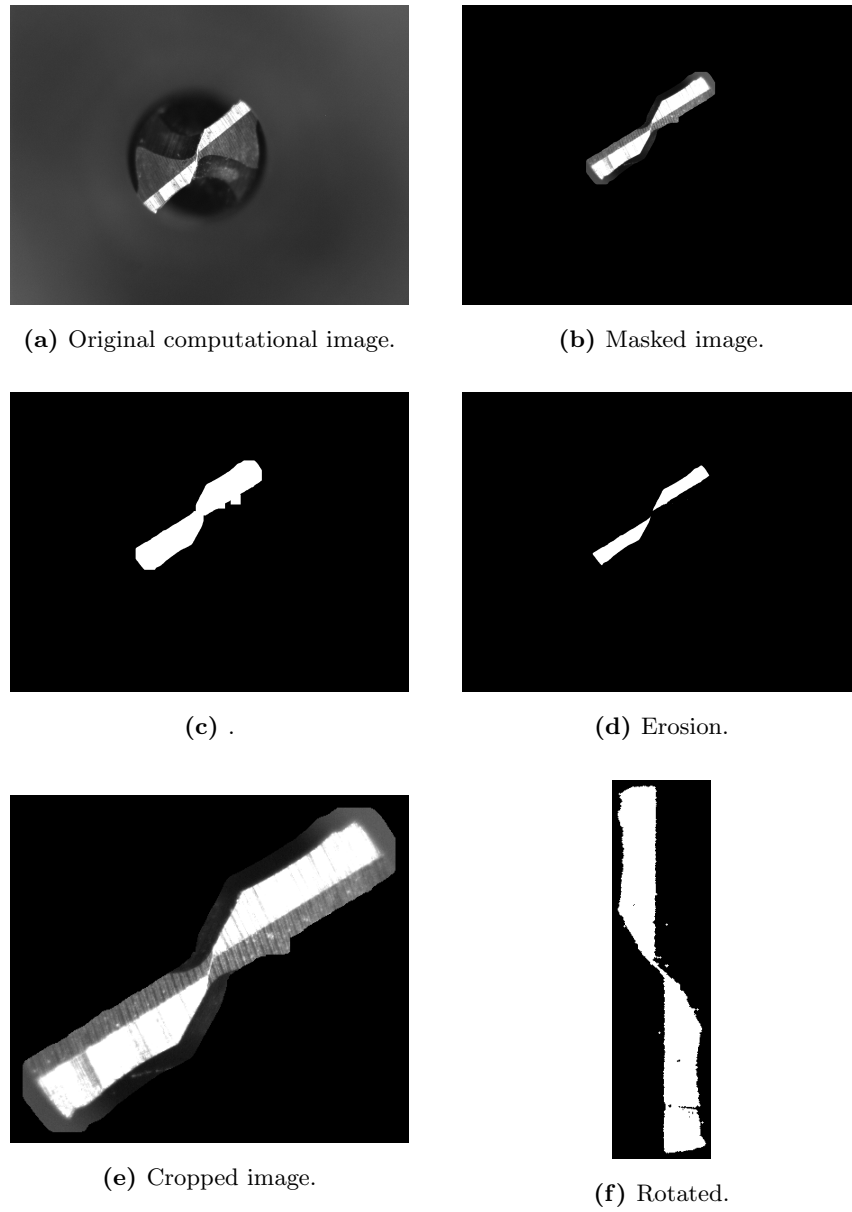 (a) Original computational image.
(b) Masked image.
(c) .
(d) Erosion.
(e) Cropped image.
(f) Rotated.